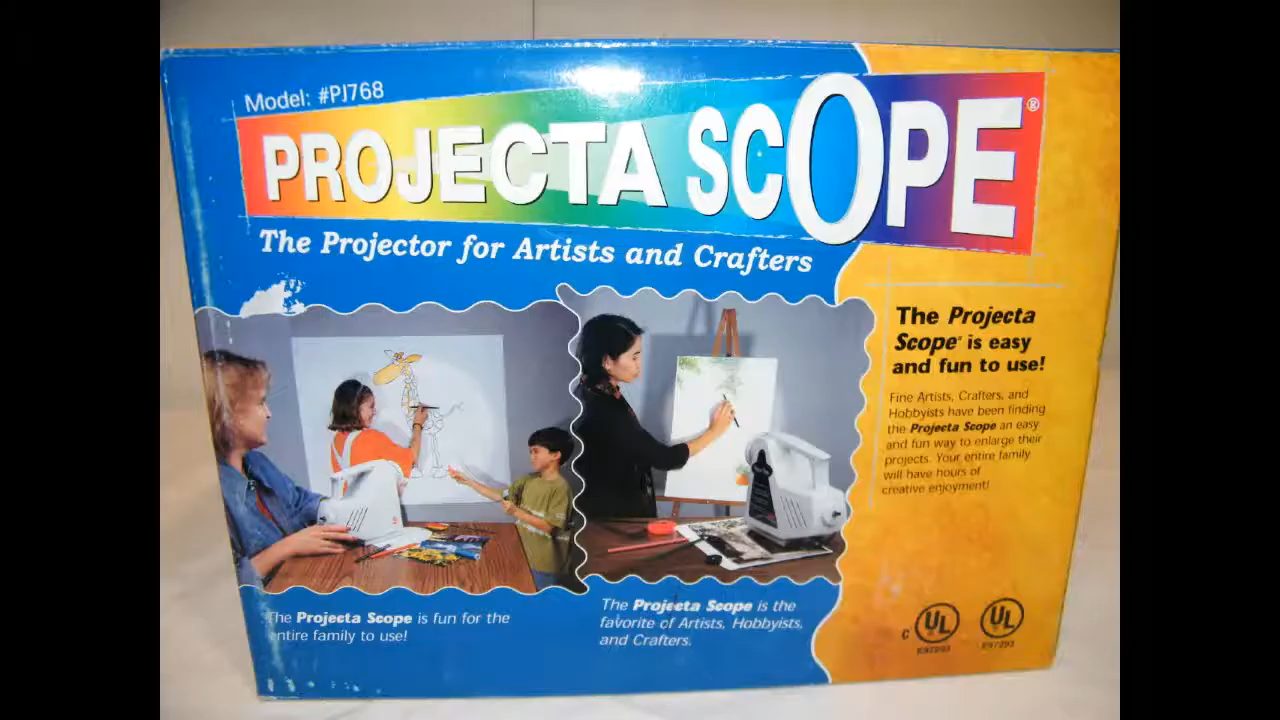 Model: #PJ768
PROJECTA SCOPE®
The Projector for Artists and Crafters
The Projecta
Scope® is easy
and fun to use!
Fine Artists, Crafters, and
Hobbyists have been finding
the Projecta Scope an easy
and fun way to enlarge their
projects. Your entire family
will have hours of
creative enjoyment!
The Projecta Scope is fun for the
entire family to use!
The Projecta Scope is the
favorite of Artists, Hobbyists,
and Crafters.
C UL UL
E97293 E97293